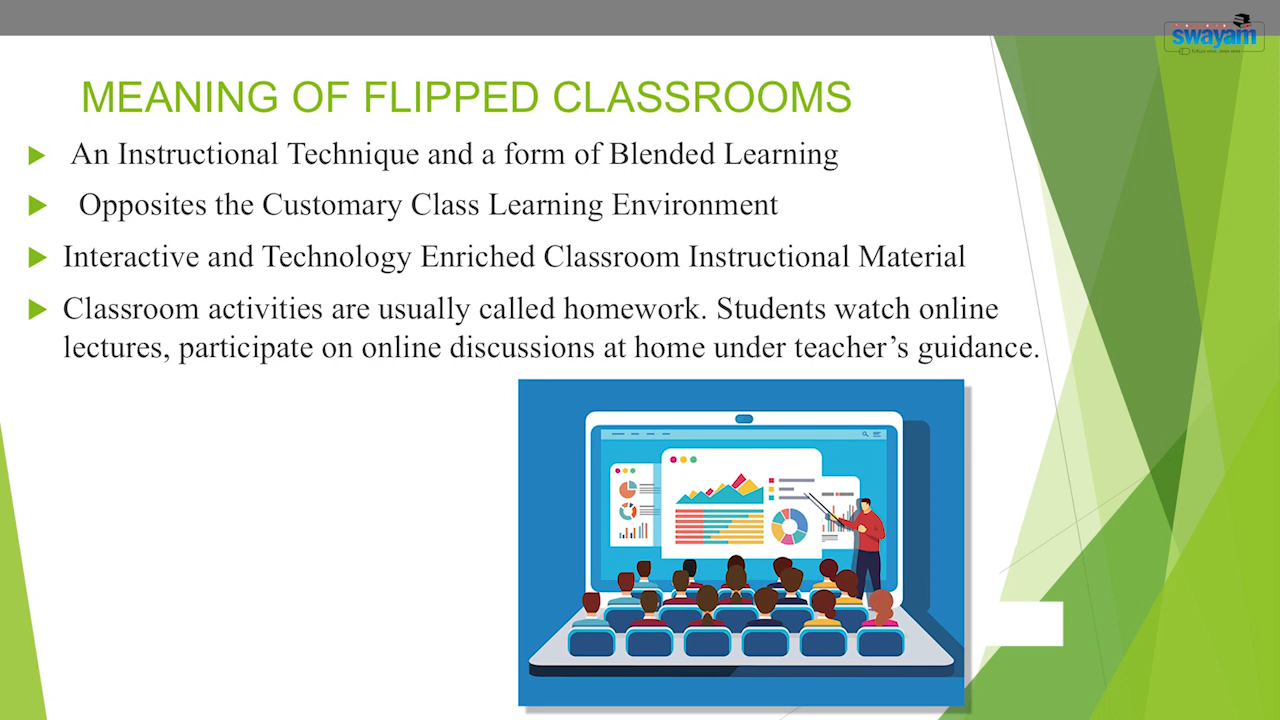 swayam
MEANING OF FLIPPED CLASSROOMS
An Instructional Technique and a form of Blended Learning
Opposites the Customary Class Learning Environment
Interactive and Technology Enriched Classroom Instructional Material
Classroom activities are usually called homework. Students watch online
lectures, participate on online discussions at home under teacher’s guidance.